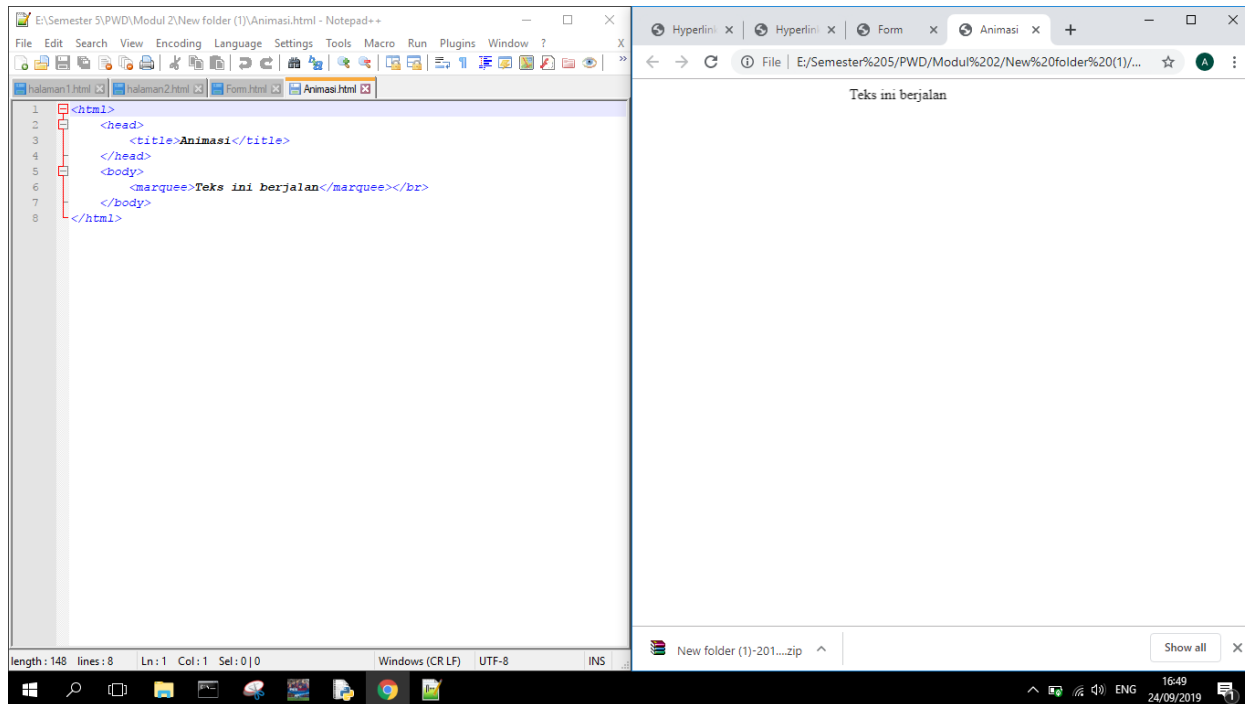 E:\Semester 5\PWD\Modul 2\New folder (1)\Animasi.html - Notepad++
File Edit Search View Encoding Language Settings Tools Macro Run Plugins Window ? X
halaman1.html halaman2.html Form.html Animasi.html
1 <html>
2 <head>
3 <title>Animasi</title>
4 </head>
5 <body>
6 <marquee>Teks ini berjalan</marquee></br>
7 </body>
8 </html>
length : 148 lines : 8 Ln : 1 Col : 1 Sel : 0 | 0 Windows (CR LF) UTF-8 INS
Hyperlink Hyperlink Form Animasi
File E:/Semester%205/PWD/Modul%202/New%20folder%20(1)/... A
Teks ini berjalan
New folder (1)-201....zip Show all
ENG 16:49
24/09/2019 1